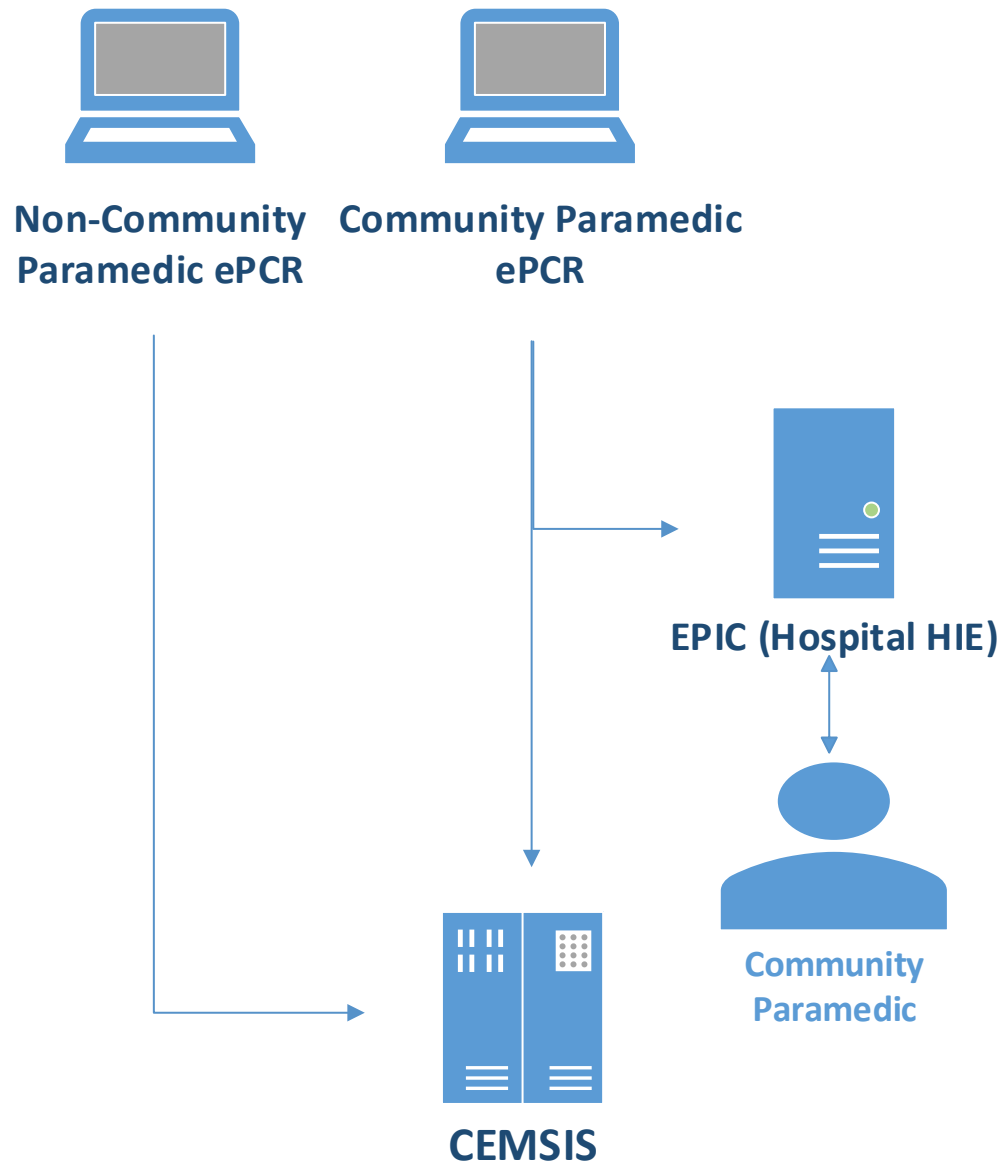 Non-Community
Paramedic ePCR
Community Paramedic
ePCR
EPIC (Hospital HIE)
Community
Paramedic
CEMSIS